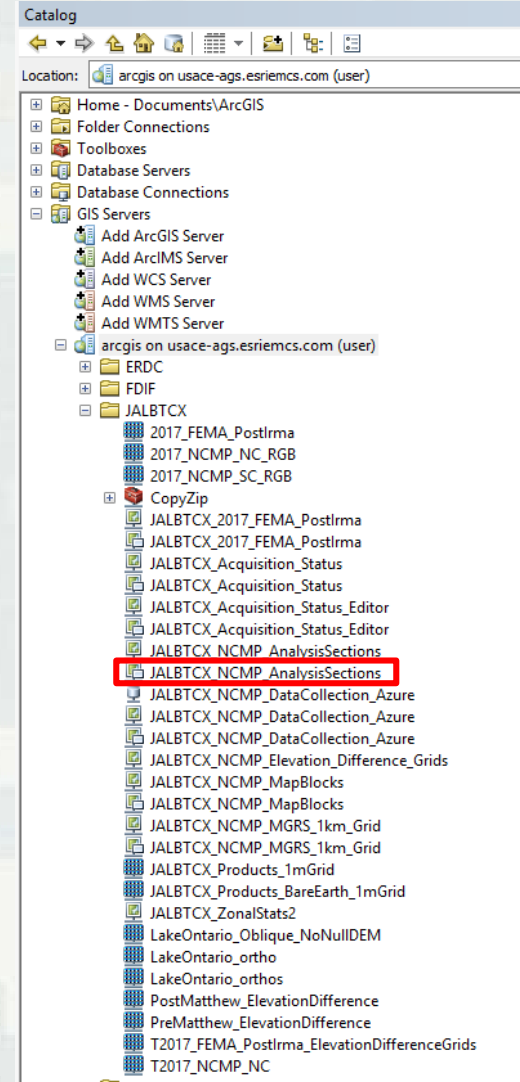 Catalog
Location: arcgis on usace-ags.esriemcs.com (user)
Home - Documents\ArcGIS
Folder Connections
Toolboxes
Database Servers
Database Connections
GIS Servers
Add ArcGIS Server
Add ArcIMS Server
Add WCS Server
Add WMS Server
Add WMTS Server
arcgis on usace-ags.esriemcs.com (user)
ERDC
FDIF
JALBTCX
2017_FEMA_PostIrma
2017_NCMP_NC_RGB
2017_NCMP_SC_RGB
CopyZip
JALBTCX_2017_FEMA_PostIrma
JALBTCX_2017_FEMA_PostIrma
JALBTCX_Acquisition_Status
JALBTCX_Acquisition_Status
JALBTCX_Acquisition_Status_Editor
JALBTCX_Acquisition_Status_Editor
JALBTCX_NCMP_AnalysisSections
JALBTCX_NCMP_AnalysisSections
JALBTCX_NCMP_DataCollection_Azure
JALBTCX_NCMP_DataCollection_Azure
JALBTCX_NCMP_DataCollection_Azure
JALBTCX_NCMP_Elevation_Difference_Grids
JALBTCX_NCMP_MapBlocks
JALBTCX_NCMP_MapBlocks
JALBTCX_NCMP_MGRS_1km_Grid
JALBTCX_NCMP_MGRS_1km_Grid
JALBTCX_Products_1mGrid
JALBTCX_Products_BareEarth_1mGrid
JALBTCX_ZonalStats2
LakeOntario_Oblique_NoNullDEM
LakeOntario_ortho
LakeOntario_orthos
PostMatthew_ElevationDifference
PreMatthew_ElevationDifference
T2017_FEMA_PostIrma_ElevationDifferenceGrids
T2017_NCMP_NC